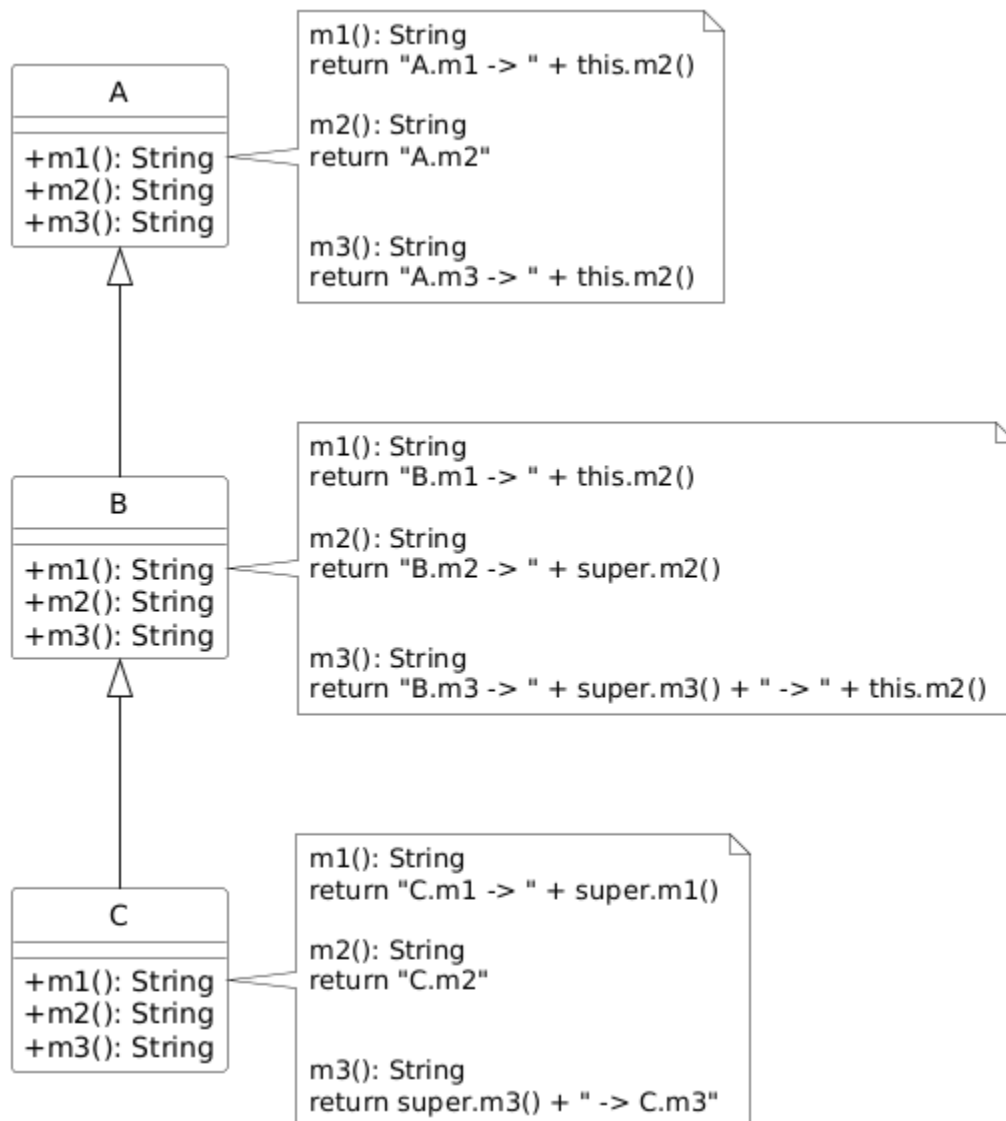 A
+m1(): String
+m2(): String
+m3(): String
m1(): String
return "A.m1 -> " + this.m2()
m2(): String
return "A.m2"
m3(): String
return "A.m3 -> " + this.m2()
B
+m1(): String
+m2(): String
+m3(): String
m1(): String
return "B.m1 -> " + this.m2()
m2(): String
return "B.m2 -> " + super.m2()
m3(): String
return "B.m3 -> " + super.m3() + " -> " + this.m2()
C
+m1(): String
+m2(): String
+m3(): String
m1(): String
return "C.m1 -> " + super.m1()
m2(): String
return "C.m2"
m3(): String
return super.m3() + " -> C.m3"